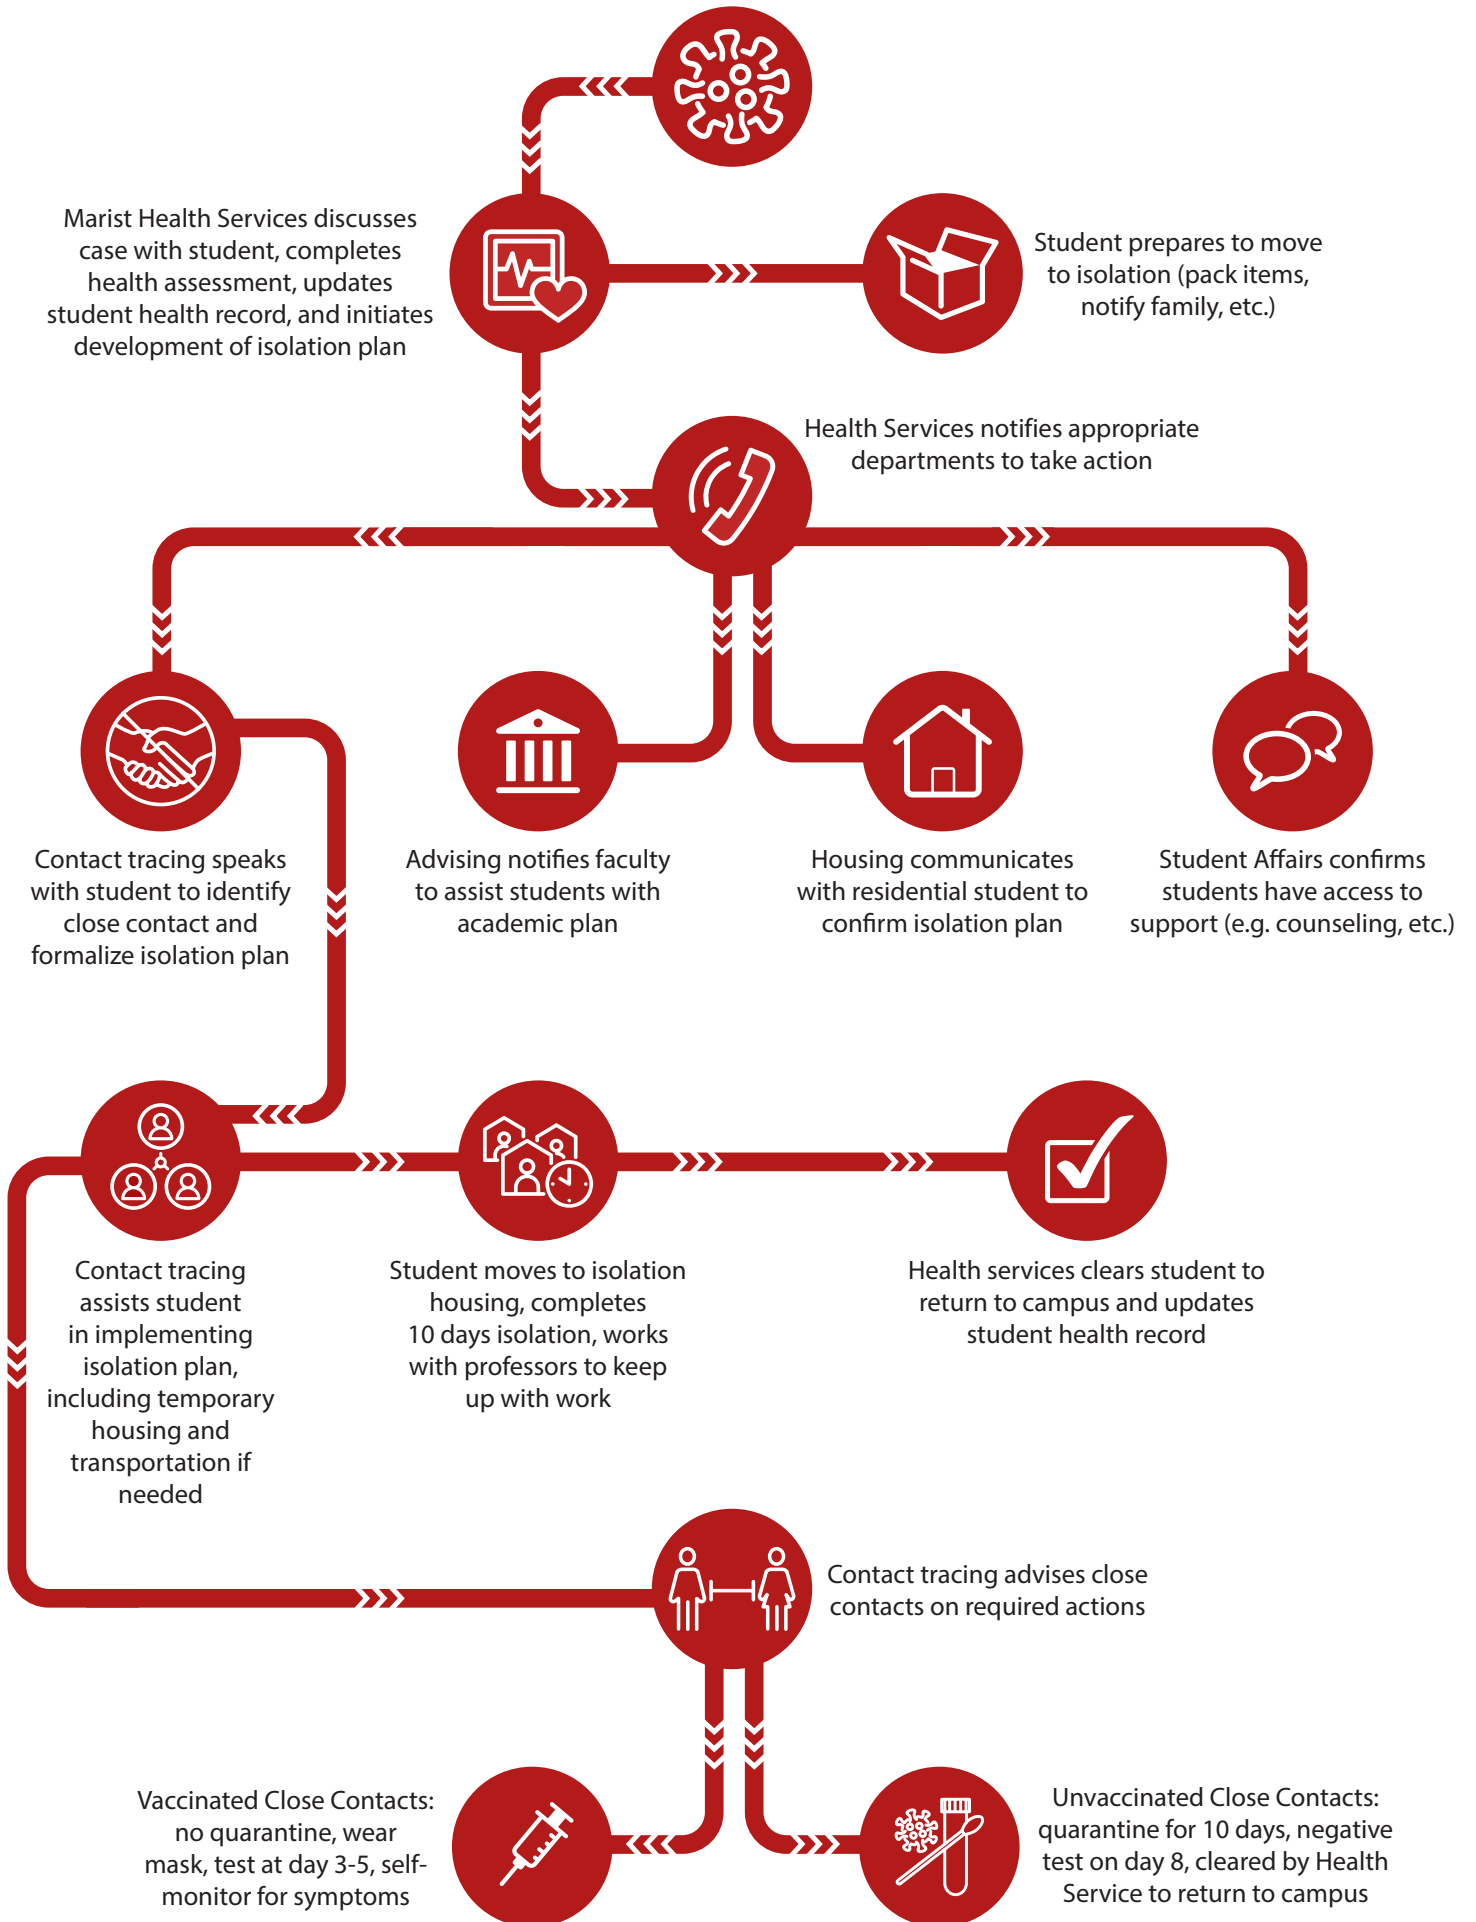 Marist Health Services discusses
case with student, completes
health assessment, updates
student health record, and initiates
development of isolation plan
Student prepares to move
to isolation (pack items,
notify family, etc.)
Health Services notifies appropriate
departments to take action
Contact tracing speaks
with student to identify
close contact and
formalize isolation plan
Advising notifies faculty
to assist students with
academic plan
Housing communicates
with residential student to
confirm isolation plan
Student Affairs confirms
students have access to
support (e.g. counseling, etc.)
Contact tracing
assists student
in implementing
isolation plan,
including temporary
housing and
transportation if
needed
Student moves to isolation
housing, completes
10 days isolation, works
with professors to keep
up with work
Health services clears student to
return to campus and updates
student health record
Contact tracing advises close
contacts on required actions
Vaccinated Close Contacts:
no quarantine, wear
mask, test at day 3-5, self-
monitor for symptoms
Unvaccinated Close Contacts:
quarantine for 10 days, negative
test on day 8, cleared by Health
Service to return to campus